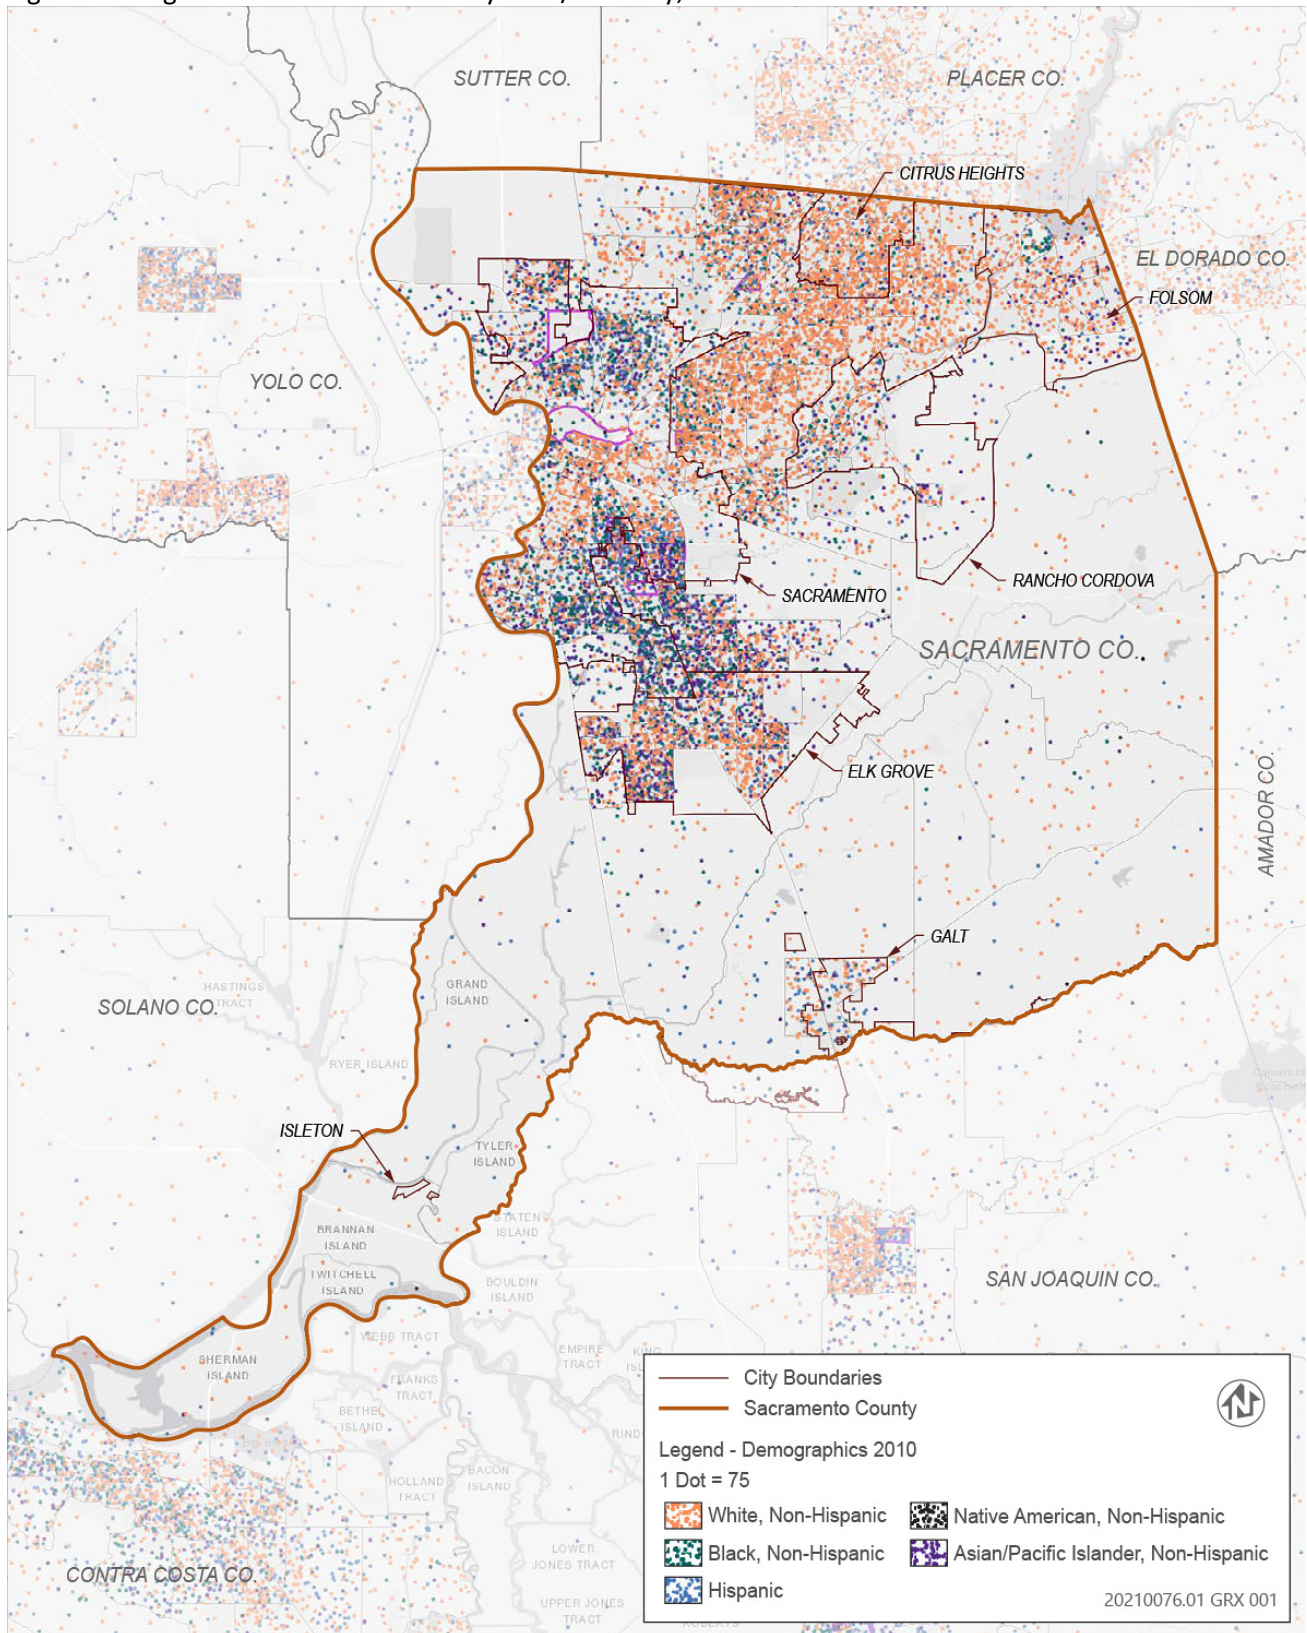 SUTTER CO.
PLACER CO.
CITRUS HEIGHTS
EL DORADO CO.
FOLSOM
YOLO CO.
RANCHO CORDOVA
SACRAMENTO
SACRAMENTO CO.
ELK GROVE
AMADOR CO.
GALT
GRAND
ISLAND
HASTINGS
TRACT
SOLANO CO.
RYER ISLAND
ISLETON
TYLER
ISLAND
STATEN
ISLAND
BRANNAN
ISLAND
TWITCHELL
ISLAND
BOULDIN
ISLAND
SAN JOAQUIN CO.
WEBB TRACT
EMPIRE
TRACT
KING
SHERMAN
ISLAND
FRANKS
TRACT
BETHEL
ISLAND
BACON
ISLAND
HOLLAND
TRACT
LOWER
JONES TRACT
CONTRA COSTA CO.
UPPER JONES
TRACT
City Boundaries
Sacramento County
Legend - Demographics 2010
1 Dot = 75
White, Non-Hispanic
Native American, Non-Hispanic
Black, Non-Hispanic
Asian/Pacific Islander, Non-Hispanic
Hispanic
20210076.01 GRX 001